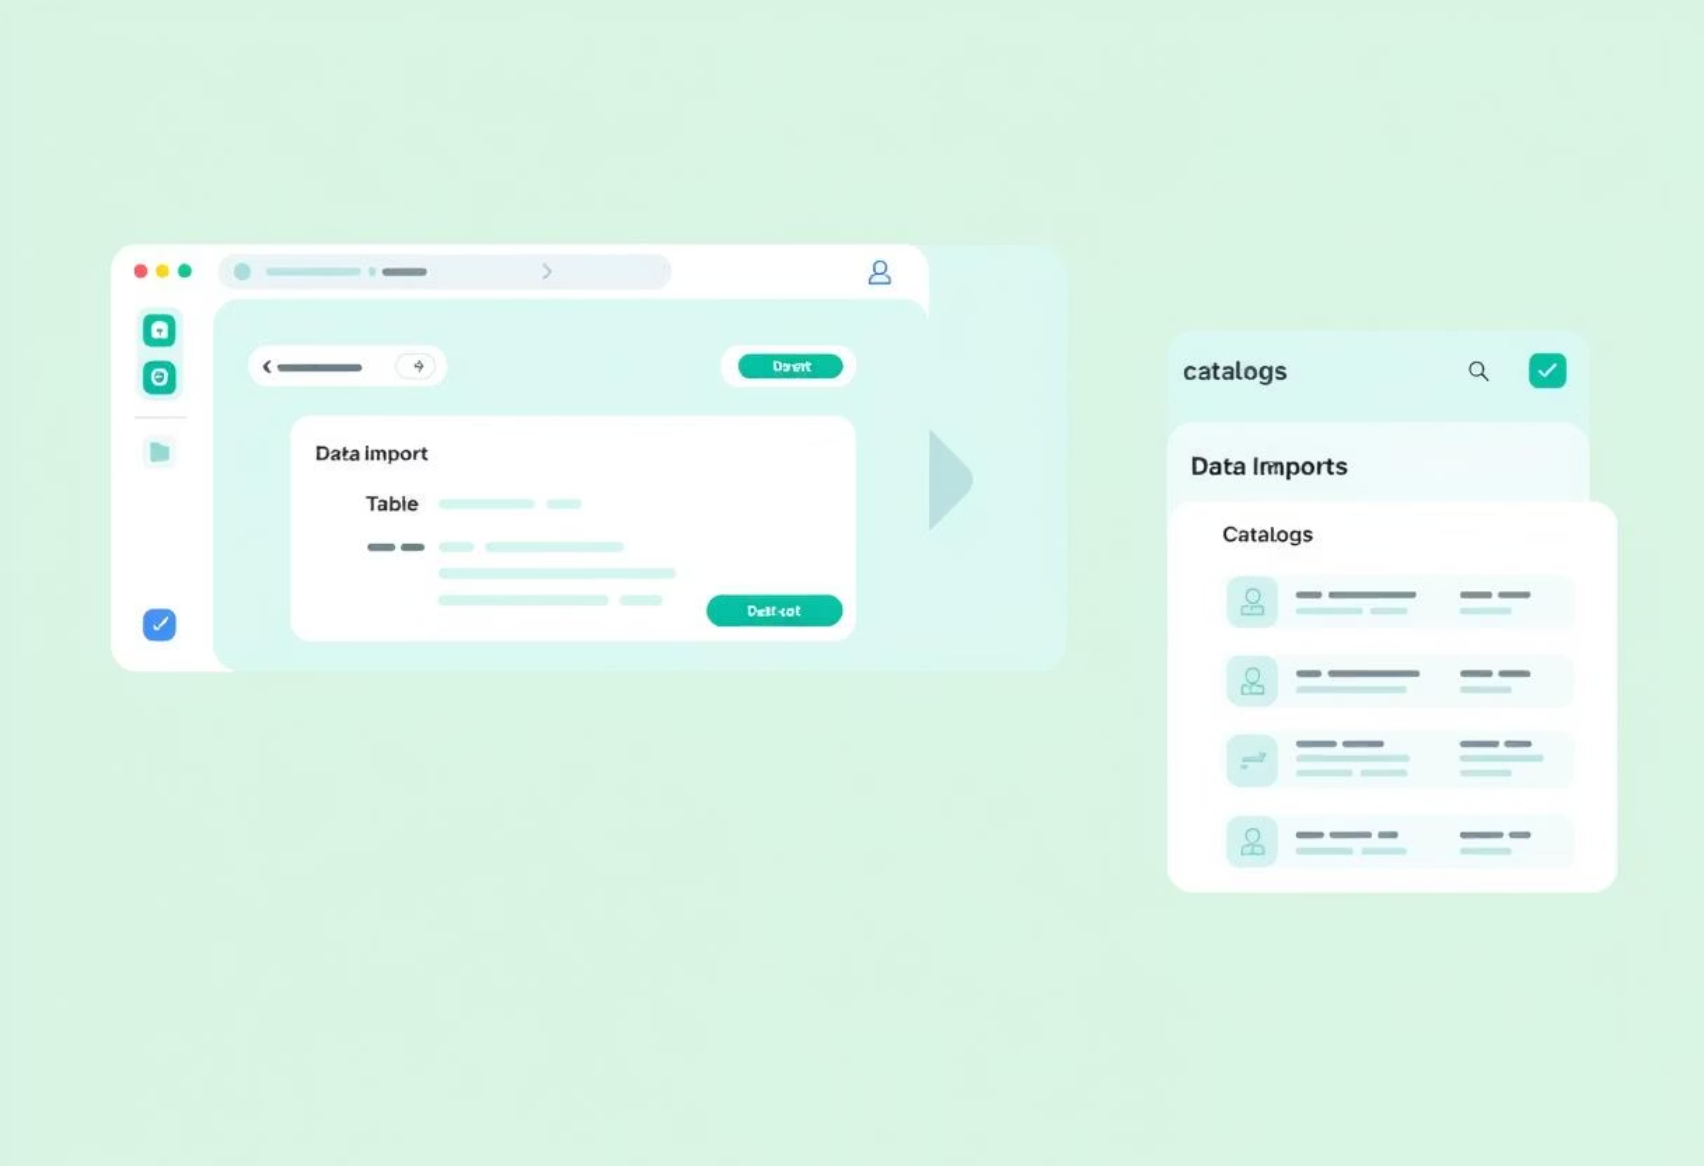 Data import
Table
catalogs
Data Imports
Catalogs